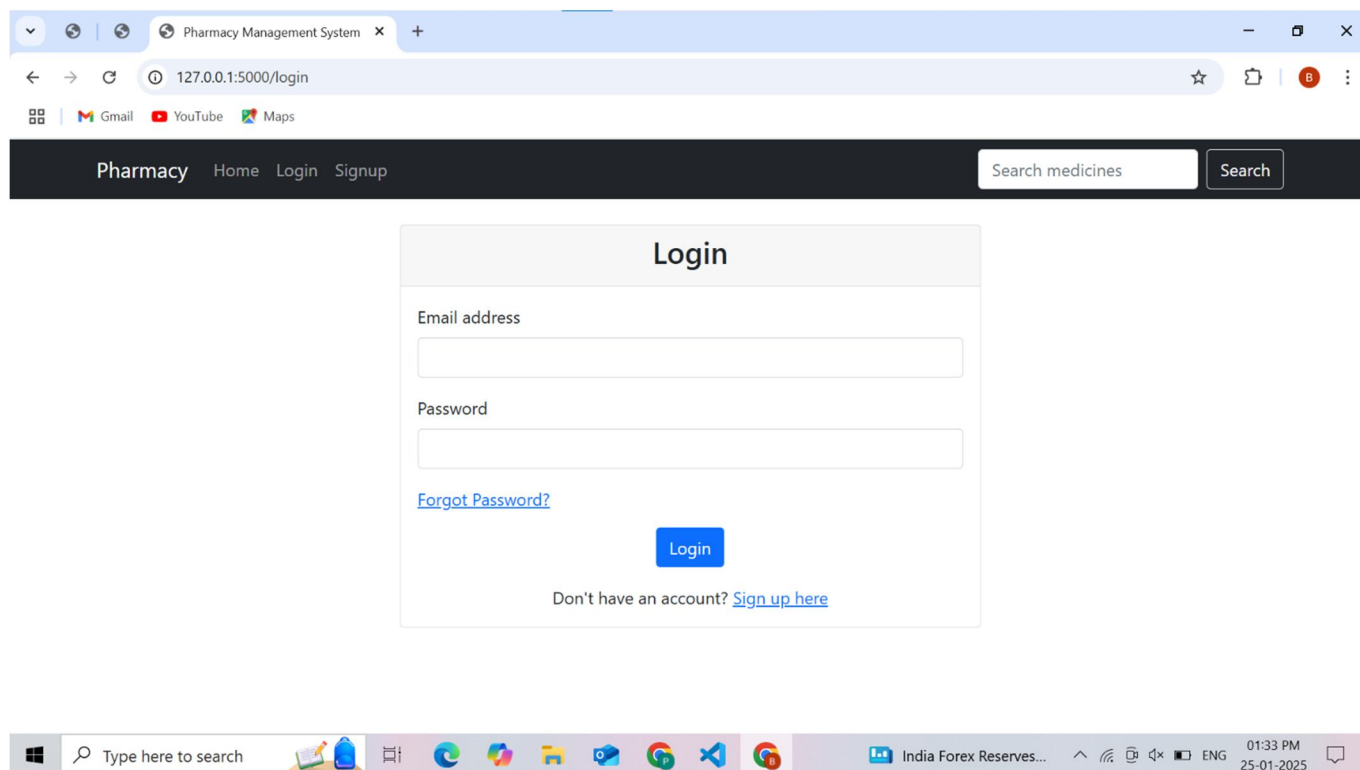 Pharmacy Management System
127.0.0.1:5000/login
B
Gmail YouTube Maps
Pharmacy Home Login Signup Search medicines Search
Login
Email address
Password
Forgot Password?
Login
Don't have an account? Sign up here
Type here to search India Forex Reserves... ENG 01:33 PM
25-01-2025